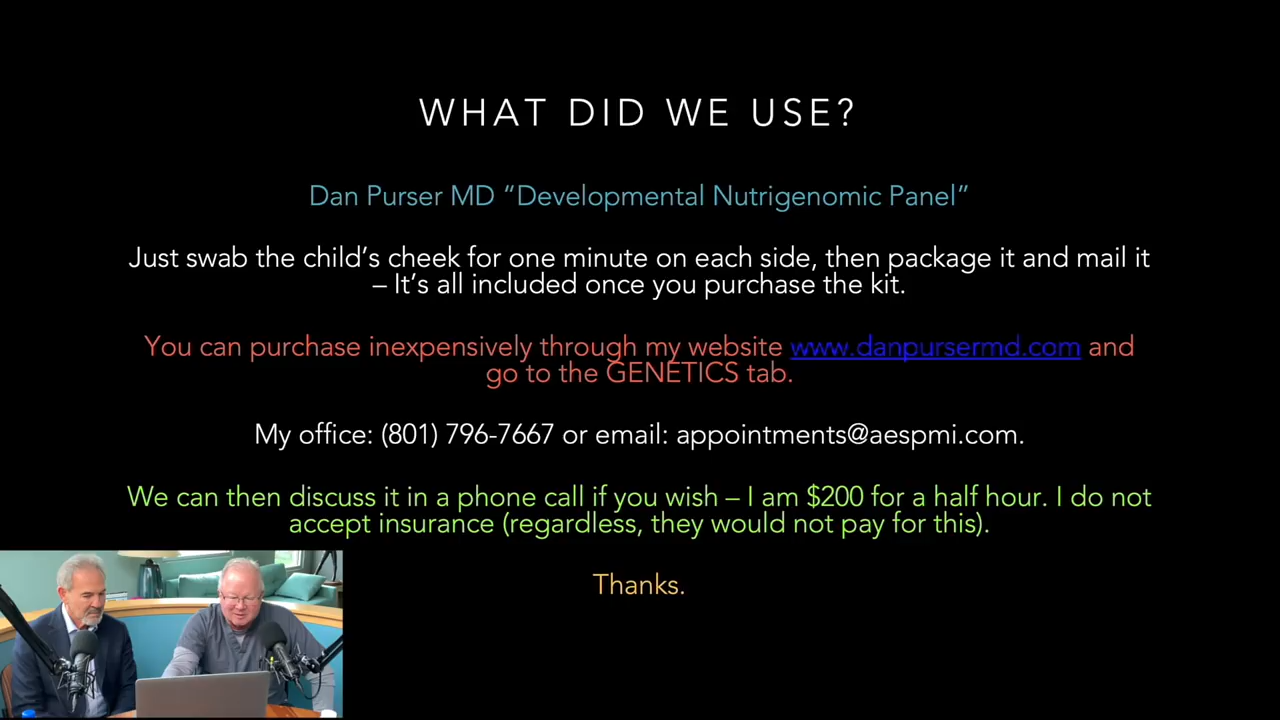 WHAT DID WE USE?
Dan Purser MD “Developmental Nutrigenomic Panel”
Just swab the child’s cheek for one minute on each side, then package it and mail it
– It’s all included once you purchase the kit.
You can purchase inexpensively through my website www.danpursermd.com and
go to the GENETICS tab.
My office: (801) 796-7667 or email: appointments@aespmi.com.
We can then discuss it in a phone call if you wish – I am $200 for a half hour. I do not
accept insurance (regardless, they would not pay for this).
Thanks.